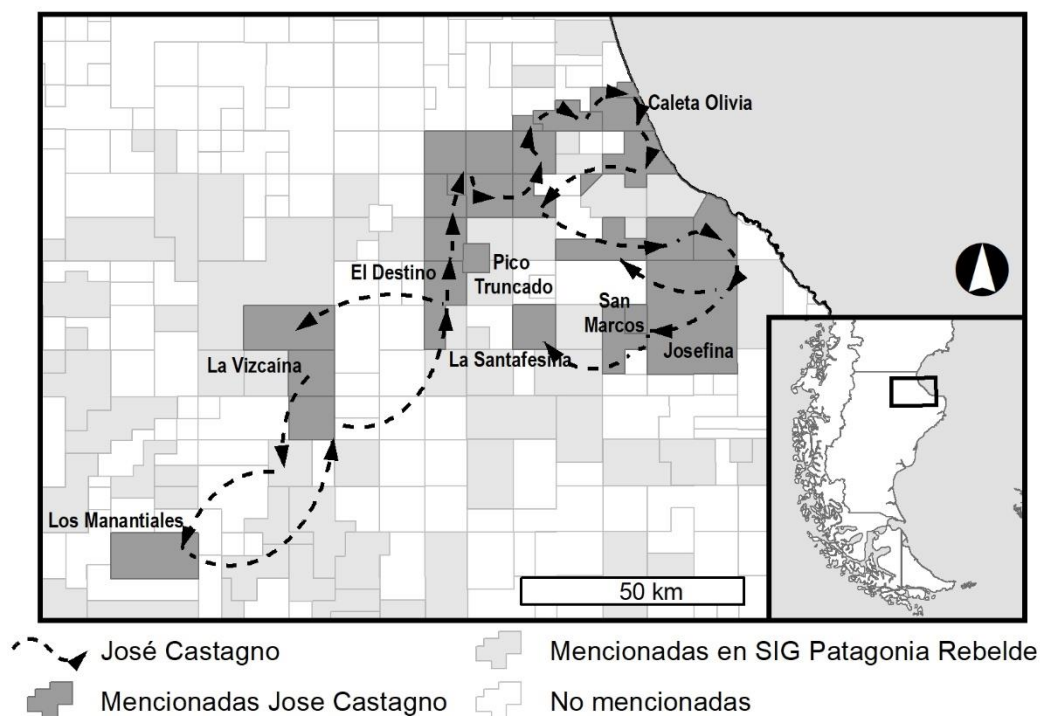 Caleta Olivia
El Destino
Pico
Truncado
San
Marcos
La Vizcaína
La Santafesina
Josefina
Los Manantiales
50 km
José Castagno
Mencionadas en SIG Patagonia Rebelde
Mencionadas Jose Castagno
No mencionadas